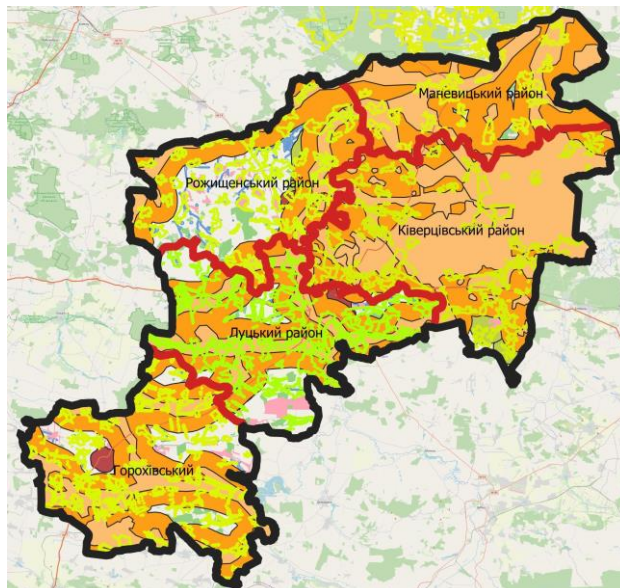 Маневицький район
Рожищенський район
Ківерцівський район
Луцький район
Горохівський